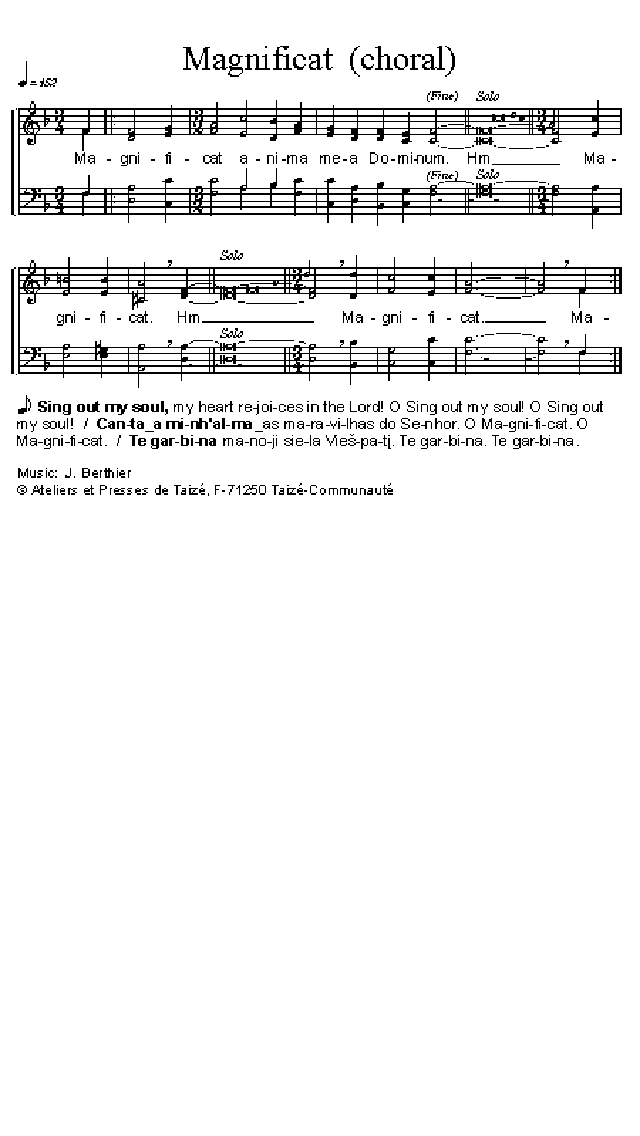 Magnificat (choral)
= 152
(Fine) Solo
Ma - gni - fi - cat a - ni-ma me-a Do-mi-num. Hm Ma -
(Fine) Solo
Solo
gni - fi - cat. Hm Ma - gni - fi - cat. Ma -
Solo
Sing out my soul, my heart re-joi-ces in the Lord! O Sing out my soul! O Sing out
my soul! / Can-ta_a mi-nh'al-ma_as ma-ra-vi-lhas do Se-nhor. O Ma-gni-fi-cat. O
Ma-gni-fi-cat. / Te gar-bi-na ma-no-ji sie-la Vieš-pa-tį. Te gar-bi-na. Te gar-bi-na.
Music: J. Berthier
® Ateliers et Presses de Taizé, F-71250 Taizé-Communauté